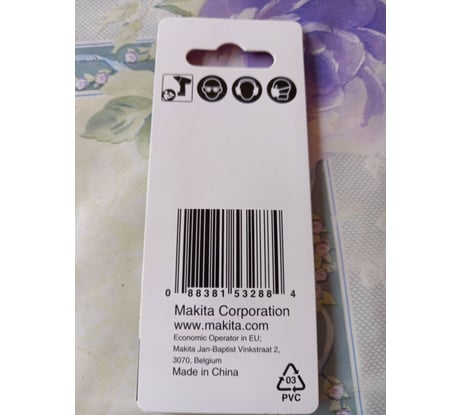 0 88381 53288 4
Makita Corporation
www.makita.com
Economic Operator in EU;
Makita Jan-Baptist Vinkstraat 2,
3070, Belgium
Made in China
03
PVC